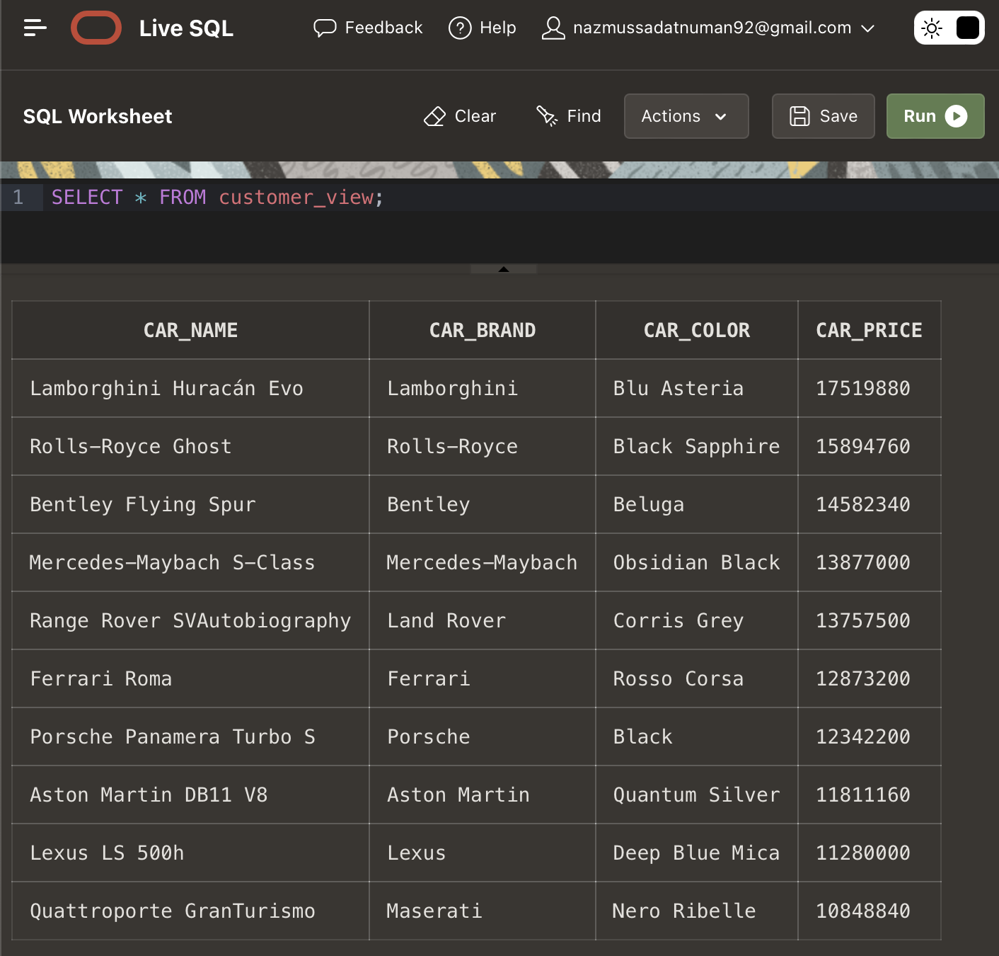 Live SQL Feedback Help nazmussadatnuman92@gmail.com
SQL Worksheet Clear Find Actions Save Run
1 SELECT * FROM customer_view;
CAR_NAME CAR_BRAND CAR_COLOR CAR_PRICE
Lamborghini Huracán Evo Lamborghini Blu Asteria 17519880
Rolls-Royce Ghost Rolls-Royce Black Sapphire 15894760
Bentley Flying Spur Bentley Beluga 14582340
Mercedes-Maybach S-Class Mercedes-Maybach Obsidian Black 13877000
Range Rover SVAutobiography Land Rover Corris Grey 13757500
Ferrari Roma Ferrari Rosso Corsa 12873200
Porsche Panamera Turbo S Porsche Black 12342200
Aston Martin DB11 V8 Aston Martin Quantum Silver 11811160
Lexus LS 500h Lexus Deep Blue Mica 11280000
Quattroporte GranTurismo Maserati Nero Ribelle 10848840